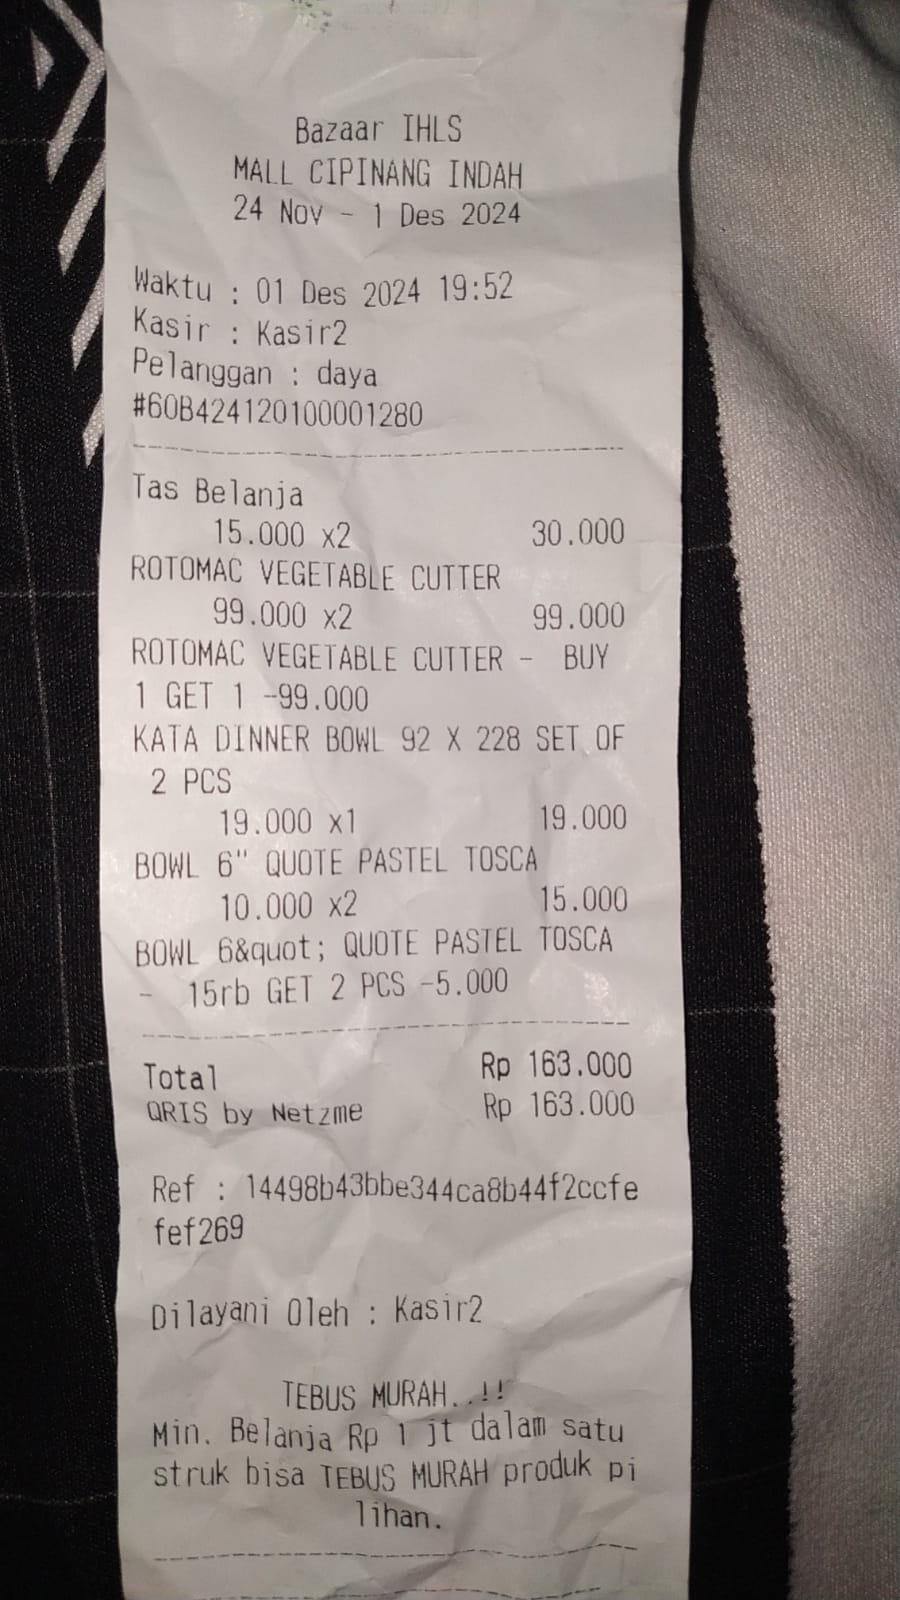 Bazaar IHLS
MALL CIPINANG INDAH
24 Nov - 1 Des 2024
Waktu : 01 Des 2024 19:52
Kasir : Kasir2
Pelanggan : daya
#60B424120100001280
Tas Belanja
15.000 x2 30.000
ROTOMAC VEGETABLE CUTTER
99.000 x2 99.000
ROTOMAC VEGETABLE CUTTER - BUY
1 GET 1 -99.000
KATA DINNER BOWL 92 X 228 SET OF
2 PCS
19.000 x1 19.000
BOWL 6" QUOTE PASTEL TOSCA
10.000 x2 15.000
BOWL 6&quot; QUOTE PASTEL TOSCA
- 15rb GET 2 PCS -5.000
Total Rp 163.000
QRIS by Netzme Rp 163.000
Ref : 14498b43bbe344ca8b44f2ccfe
fef269
Dilayani Oleh : Kasir2
TEBUS MURAH..!!
Min. Belanja Rp 1 jt dalam satu
struk bisa TEBUS MURAH produk pi
lihan.